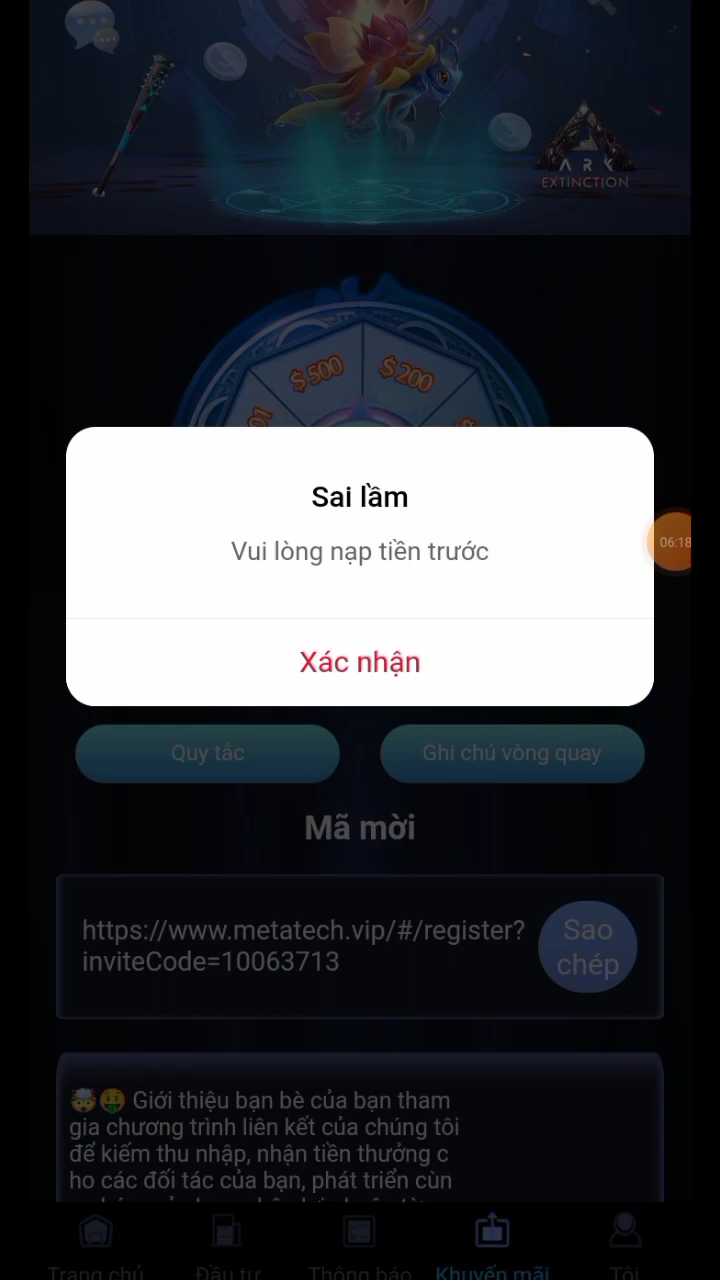 ARK
EXTINCTION
$500
$200
Sai lầm
Vui lòng nạp tiền trước
06:18
Xác nhận
Quy tắc
Ghi chú vòng quay
Mã mời
https://www.metatech.vip/#/register?
inviteCode=10063713
Sao
chép
🤯🤑 Giới thiệu bạn bè của bạn tham
gia chương trình liên kết của chúng tôi
để kiếm thu nhập, nhận tiền thưởng c
ho các đối tác của bạn, phát triển cùn
Trang chủ
Đầu tư
Thông báo
Khuyến mãi
Tôi